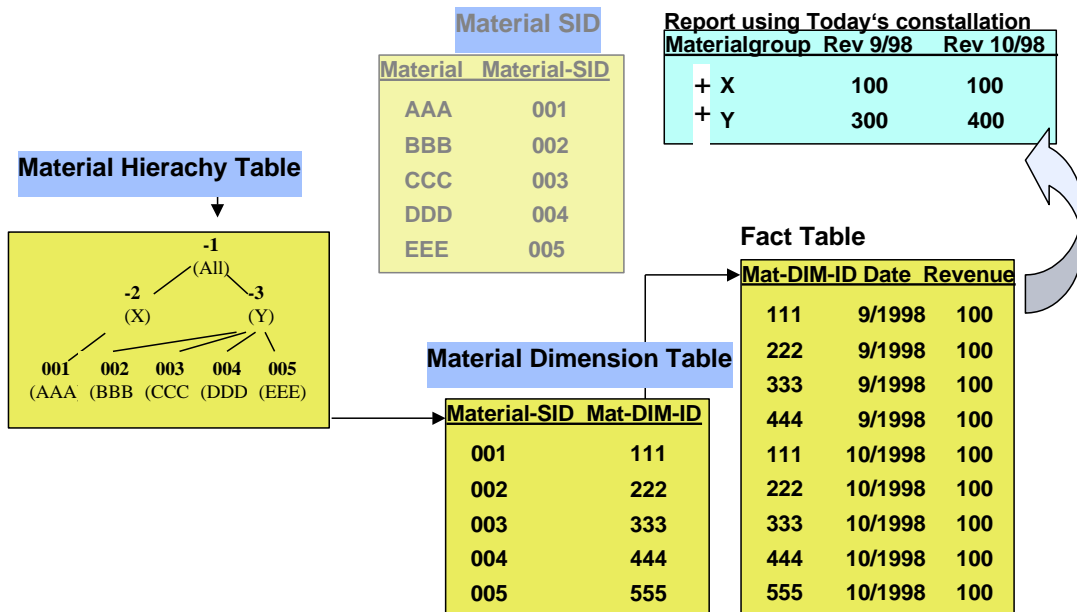 Material SID
Material Material-SID
AAA 001
BBB 002
CCC 003
DDD 004
EEE 005
Report using Today‘s constallation
Materialgroup Rev 9/98 Rev 10/98
+ X 100 100
+ Y 300 400
Material Hierachy Table
-1
(All)
-2 -3
(X) (Y)
001 002 003 004 005
(AAA) (BBB (CCC (DDD (EEE)
Material Dimension Table
Material-SID Mat-DIM-ID
001 111
002 222
003 333
004 444
005 555
Fact Table
Mat-DIM-ID Date Revenue
111 9/1998 100
222 9/1998 100
333 9/1998 100
444 9/1998 100
111 10/1998 100
222 10/1998 100
333 10/1998 100
444 10/1998 100
555 10/1998 100